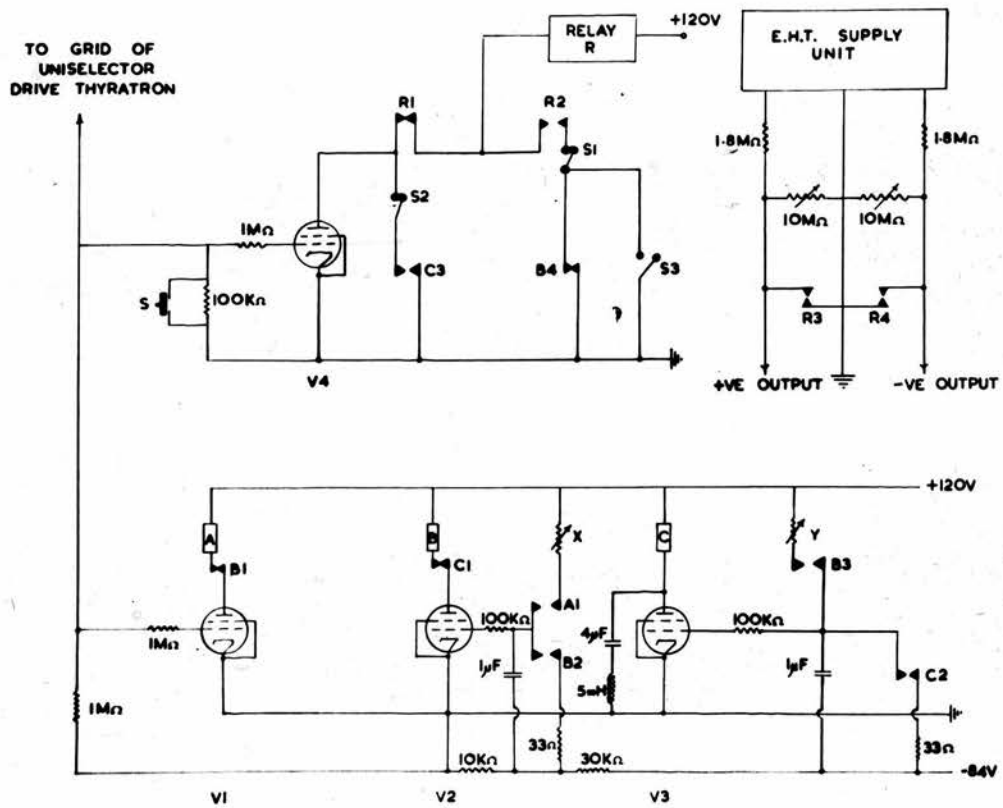 TO GRID OF
UNISELECTOR
DRIVE THYRATRON
RELAY
R
+120V
E.H.T. SUPPLY
UNIT
R1
R2
S1
1·8MΩ
1·8MΩ
S2
10MΩ
10MΩ
1MΩ
C3
B4
S3
S
100KΩ
R3
R4
V4
+VE OUTPUT
-VE OUTPUT
+120V
A
B
X
C
Y
B1
C1
B3
A1
100KΩ
100KΩ
1MΩ
4µF
B2
1µF
1µF
C2
5mH
1MΩ
33Ω
33Ω
10KΩ
30KΩ
-84V
V1
V2
V3